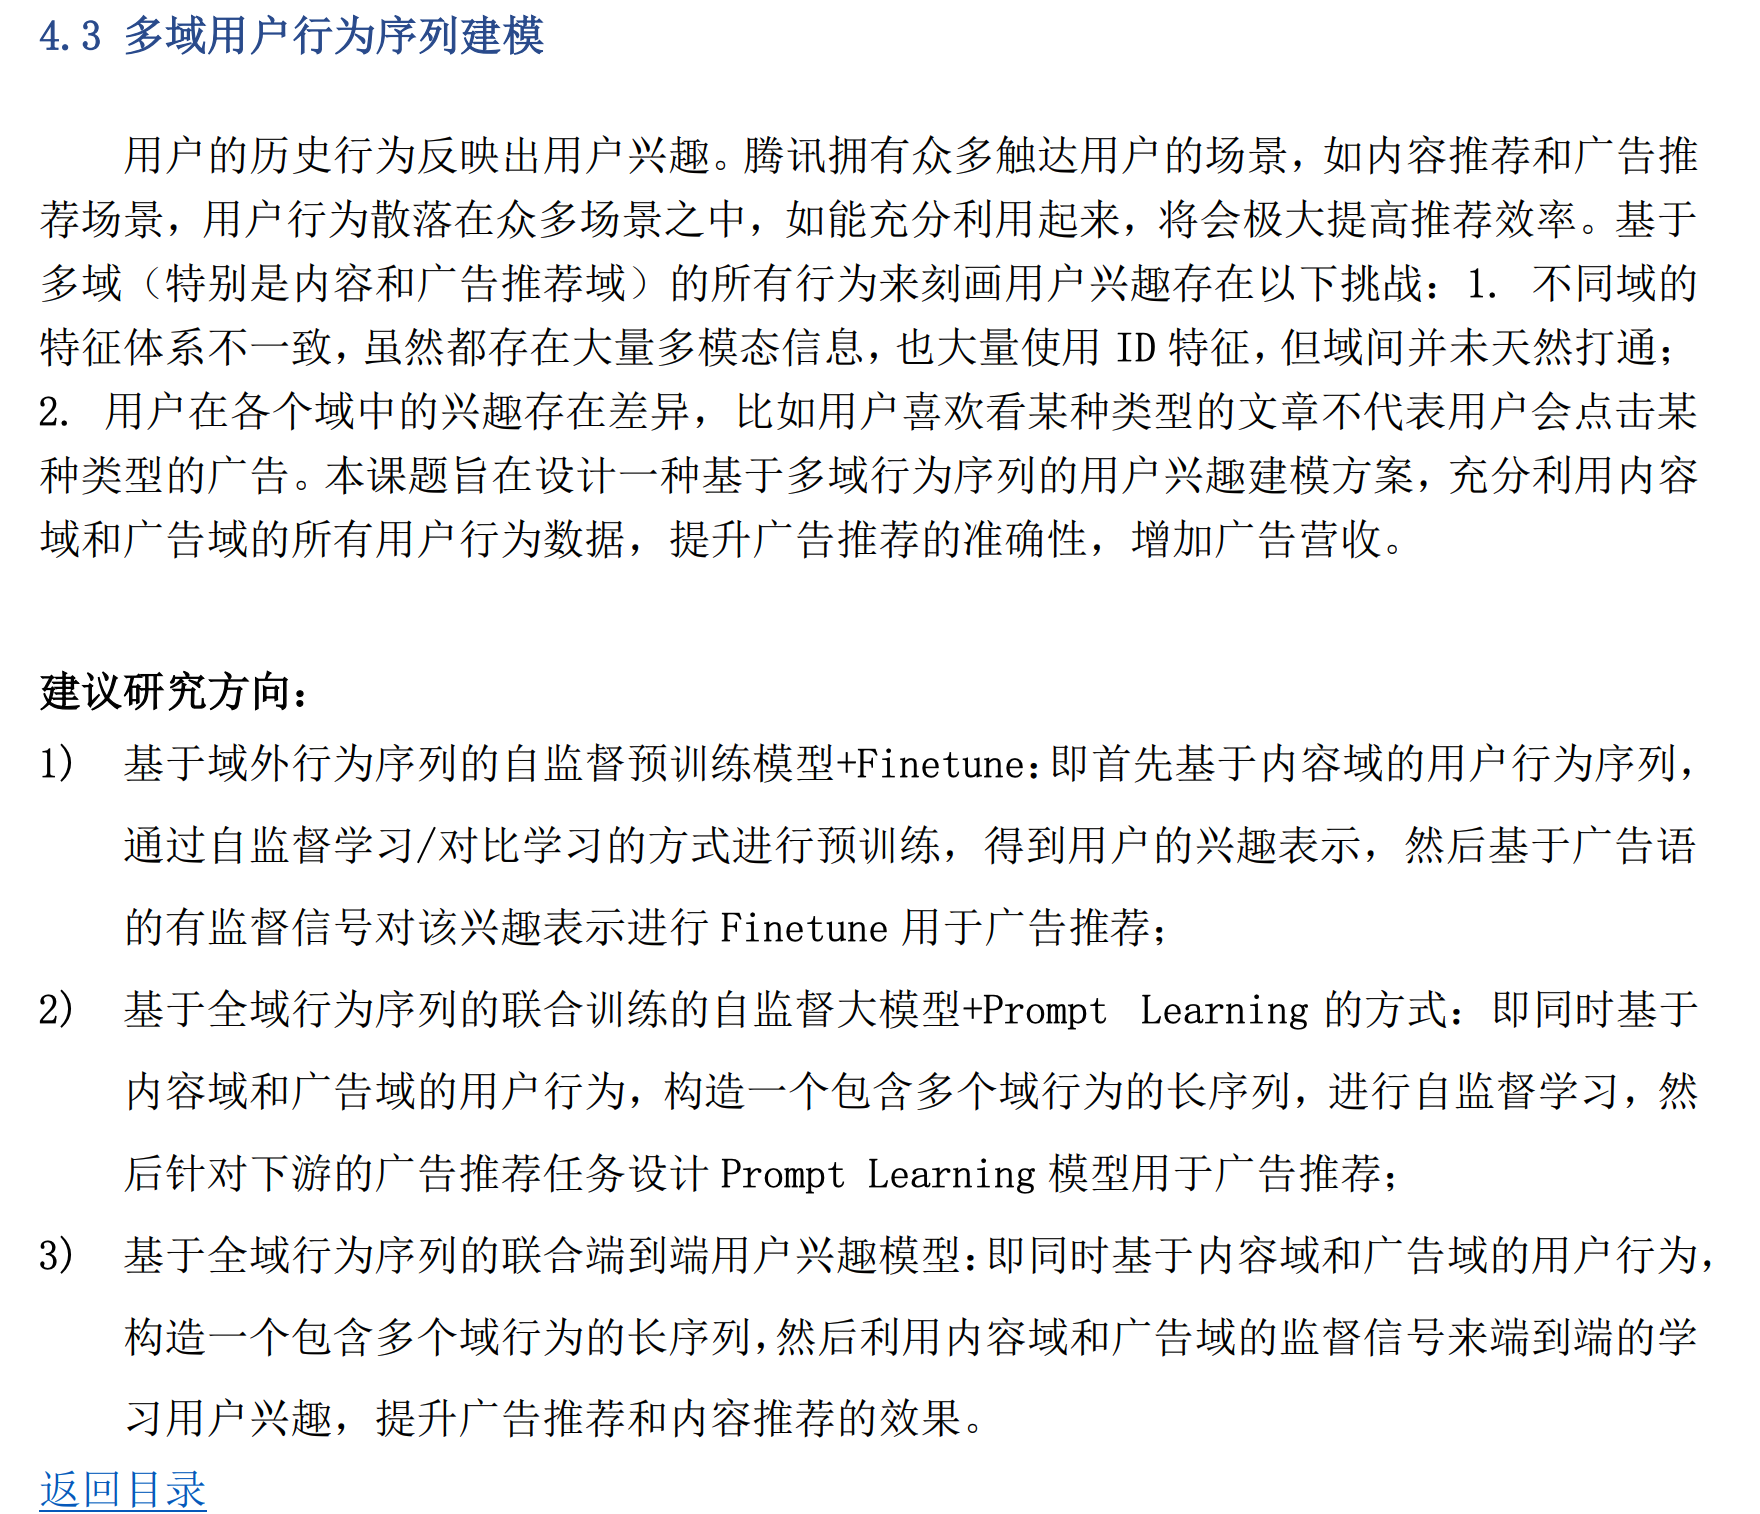 4.3 多域用户行为序列建模
用户的历史行为反映出用户兴趣。腾讯拥有众多触达用户的场景，如内容推荐和广告推
荐场景，用户行为散落在众多场景之中，如能充分利用起来，将会极大提高推荐效率。基于
多域（特别是内容和广告推荐域）的所有行为来刻画用户兴趣存在以下挑战：1. 不同域的
特征体系不一致，虽然都存在大量多模态信息，也大量使用 ID 特征，但域间并未天然打通；
2. 用户在各个域中的兴趣存在差异，比如用户喜欢看某种类型的文章不代表用户会点击某
种类型的广告。本课题旨在设计一种基于多域行为序列的用户兴趣建模方案，充分利用内容
域和广告域的所有用户行为数据，提升广告推荐的准确性，增加广告营收。
建议研究方向：
1) 基于域外行为序列的自监督预训练模型+Finetune：即首先基于内容域的用户行为序列，
通过自监督学习/对比学习的方式进行预训练，得到用户的兴趣表示，然后基于广告语
的有监督信号对该兴趣表示进行 Finetune 用于广告推荐；
2) 基于全域行为序列的联合训练的自监督大模型+Prompt Learning 的方式：即同时基于
内容域和广告域的用户行为，构造一个包含多个域行为的长序列，进行自监督学习，然
后针对下游的广告推荐任务设计 Prompt Learning 模型用于广告推荐；
3) 基于全域行为序列的联合端到端用户兴趣模型：即同时基于内容域和广告域的用户行为，
构造一个包含多个域行为的长序列，然后利用内容域和广告域的监督信号来端到端的学
习用户兴趣，提升广告推荐和内容推荐的效果。
返回目录